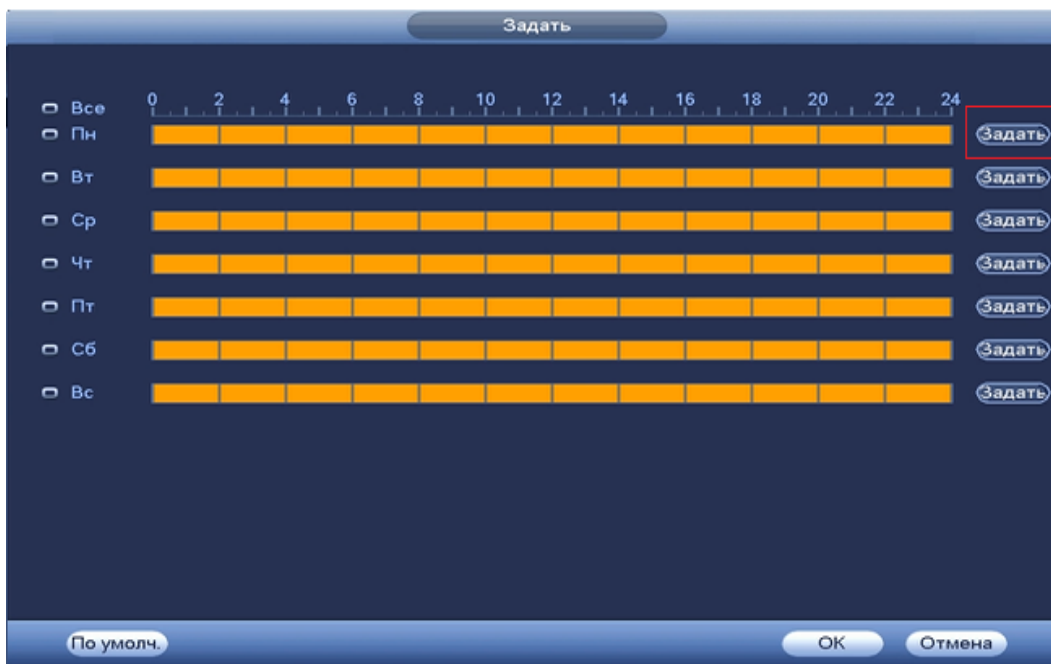 Задать
Все 0 2 4 6 8 10 12 14 16 18 20 22 24
Пн Задать
Вт Задать
Ср Задать
Чт Задать
Пт Задать
Сб Задать
Вс Задать
По умолч. OK Отмена